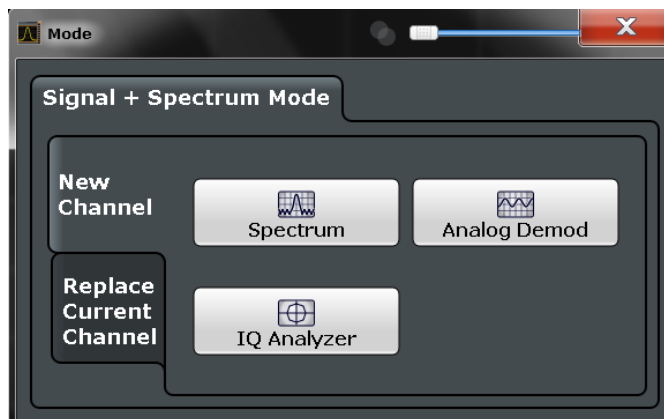 Mode
X
Signal + Spectrum Mode
New
Channel
Spectrum
Analog Demod
Replace
Current
Channel
IQ Analyzer